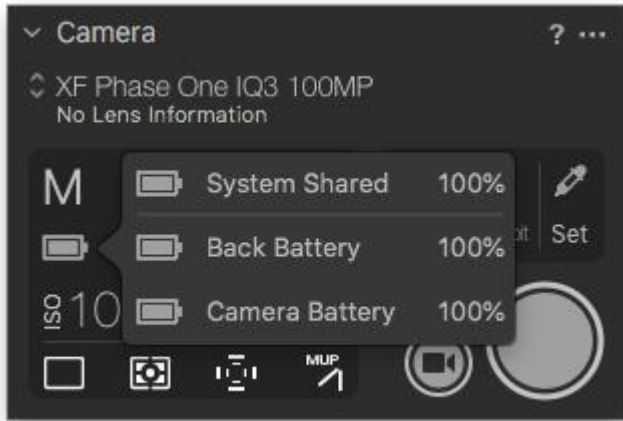 Camera ? ...
XF Phase One IQ3 100MP
No Lens Information
M
System Shared 100%
Set
Back Battery 100%
ISO 10
Camera Battery 100%
MUP